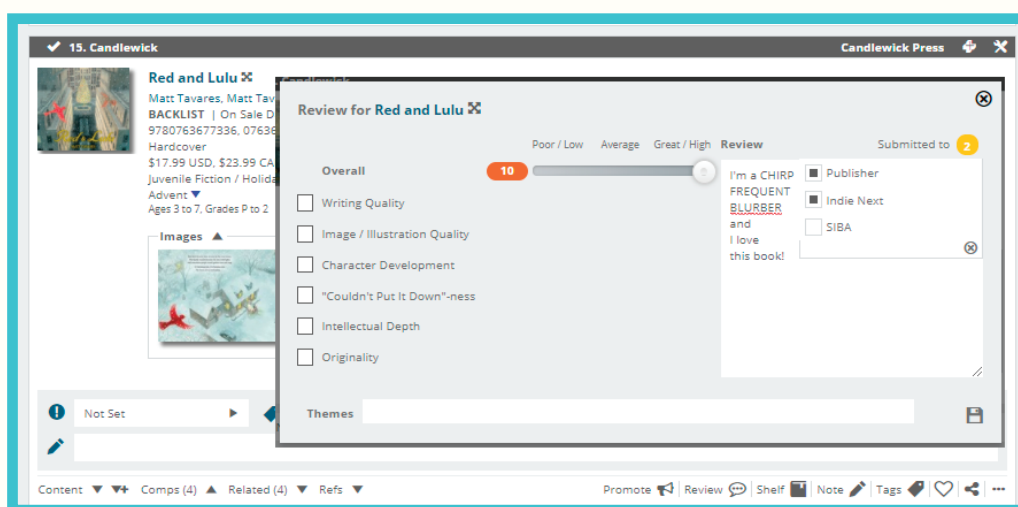 15. Candlewick
Candlewick Press
Red and Lulu
Matt Tavares, Matt Tav
BACKLIST | On Sale D
9780763677336, 07636
Hardcover
$17.99 USD, $23.99 CA
Juvenile Fiction / Holida
Advent
Ages 3 to 7, Grades P to 2
Images
Candlewick
Review for Red and Lulu
Poor / Low Average Great / High Review Submitted to 2
Overall 10
Writing Quality
Image / Illustration Quality
Character Development
"Couldn't Put It Down"-ness
Intellectual Depth
Originality
I'm a CHIRP
FREQUENT
BLURBER
and
I love
this book!
Publisher
Indie Next
SIBA
Themes
Not Set
Content Comps (4) Related (4) Refs
Promote Review Shelf Note Tags